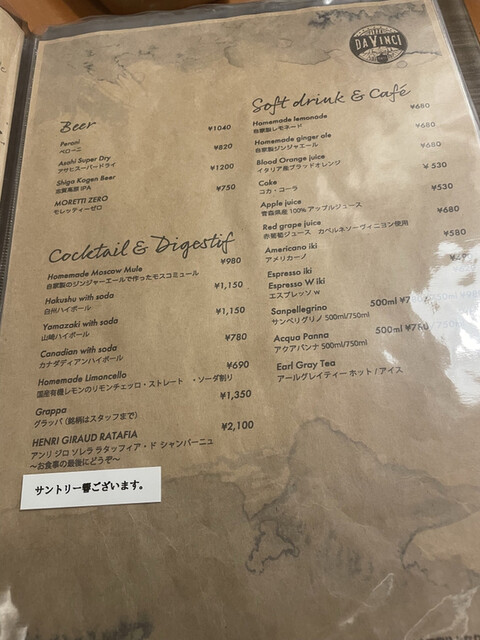 PIZZA
DAVINCI
Beer
Peroni ¥1040
ペローニ
Asahi Super Dry ¥820
アサヒスーパードライ
Shiga Kogen Beer ¥1200
志賀高原 IPA
MORETTI ZERO ¥750
モレッティーゼロ
Cocktail & Digestif
Homemade Moscow Mule ¥980
自家製のジンジャーエールで作ったモスコミュール
Hakushu with soda ¥1,150
白州ハイボール
Yamazaki with soda ¥1,150
山崎ハイボール
Canadian with soda ¥780
カナダディアンハイボール
Homemade Limoncello ¥690
国産有機レモンのリモンチェッロ・ストレート ・ソーダ割り
Grappa ¥1,350
グラッパ (銘柄はスタッフまで)
HENRI GIRAUD RATAFIA ¥2,100
アンリ ジロ ソレラ ラタッフィア・ド シャンパーニュ
～お食事の最後にどうぞ～
サントリー響ございます。
Soft drink & Café
Homemade lemonade ¥680
自家製レモネード
Homemade ginger ale ¥680
自家製ジンジャエール
Blood Orange juice ¥680
イタリア産ブラッドオレンジ
Coke ¥530
コカ・コーラ
Apple juice ¥530
青森県産 100% アップルジュース
Red grape juice ¥680
赤葡萄ジュース カベルネソーヴィニヨン使用
Americano iki ¥580
アメリカーノ
Espresso iki
Espresso W iki
エスプレッソ w
Sanpellegrino 500ml
サンペリグリノ 500ml/750ml
Acqua Panna 500ml
アクアパンナ 500ml/750ml
Earl Gray Tea
アールグレイティー ホット / アイス